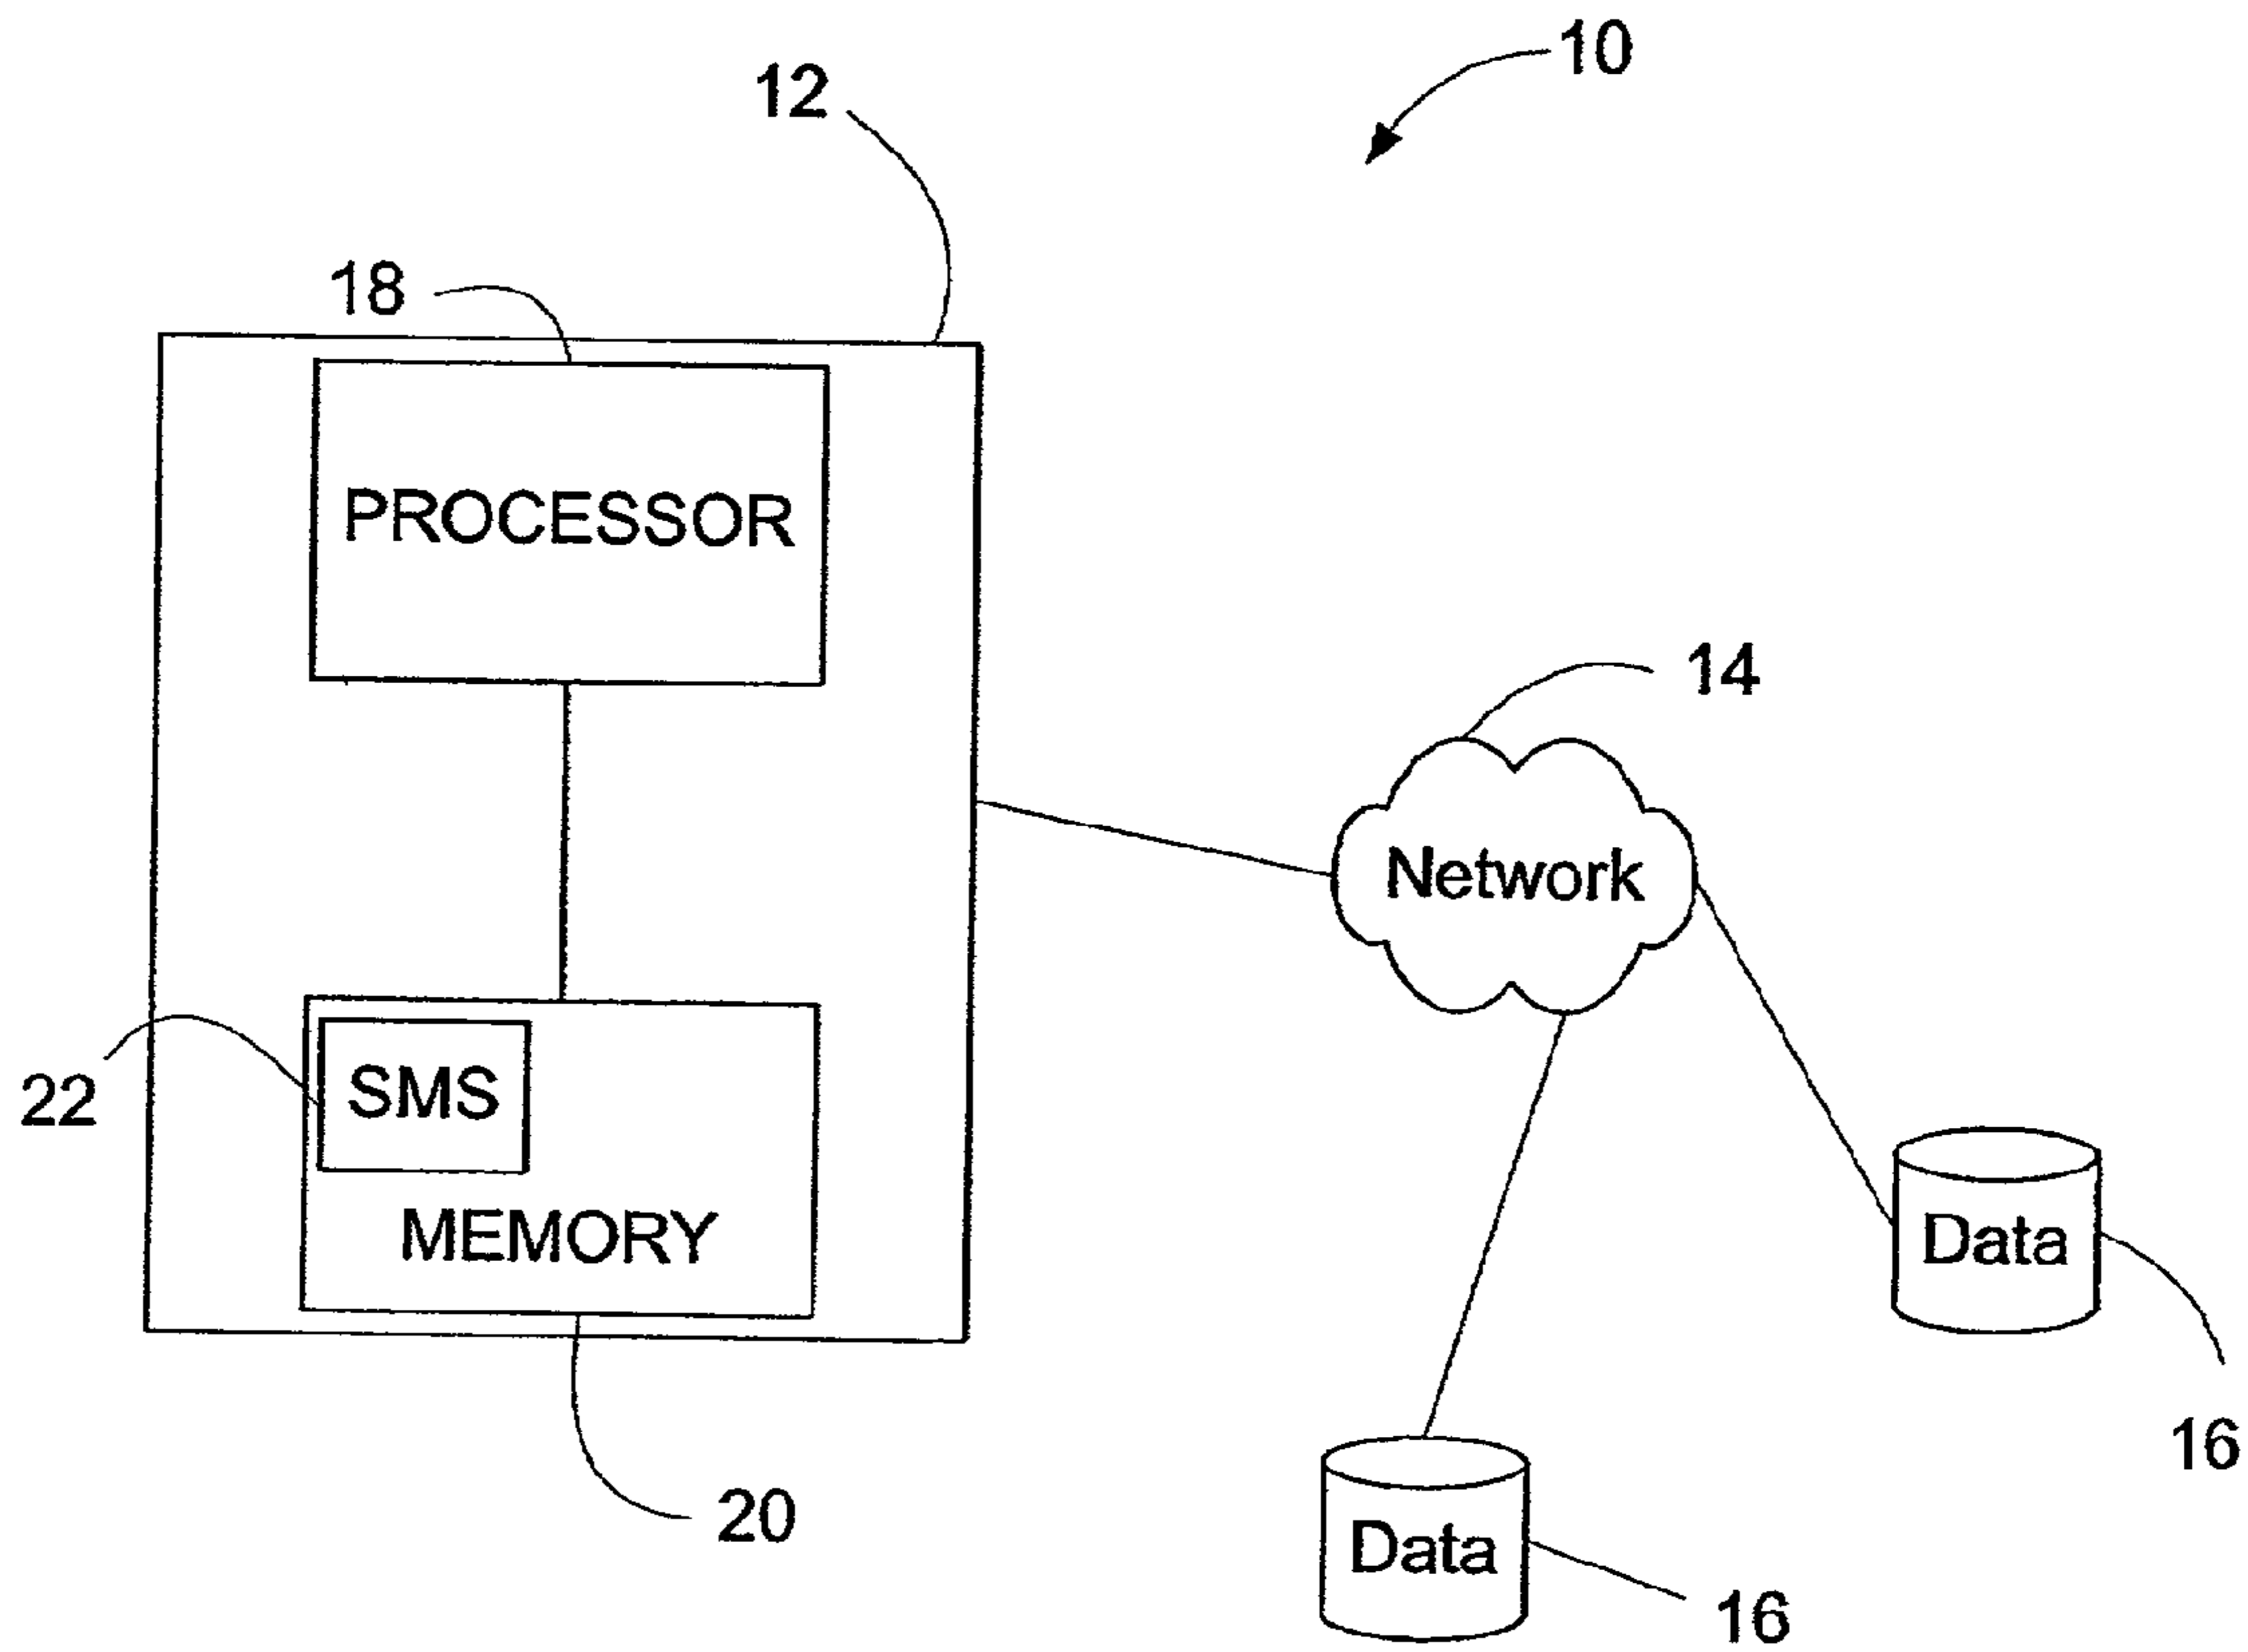 10
12
18
PROCESSOR
14
Network
22
SMS
MEMORY
Data
16
20
Data
16